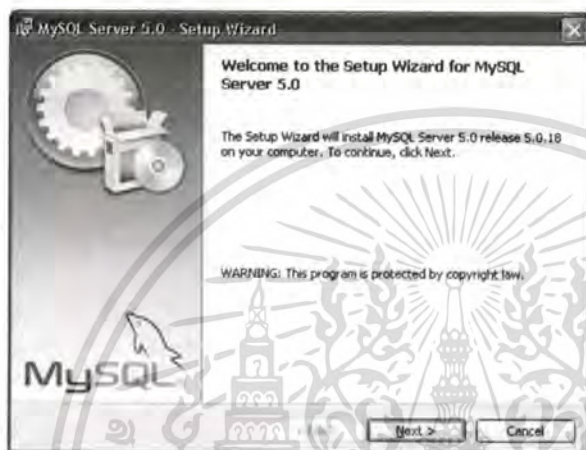 MySQL Server 5.0 - Setup Wizard
Welcome to the Setup Wizard for MySQL
Server 5.0
The Setup Wizard will install MySQL Server 5.0 release 5.0.18
on your computer. To continue, click Next.
WARNING: This program is protected by copyright law.
MySQL
Next >
Cancel